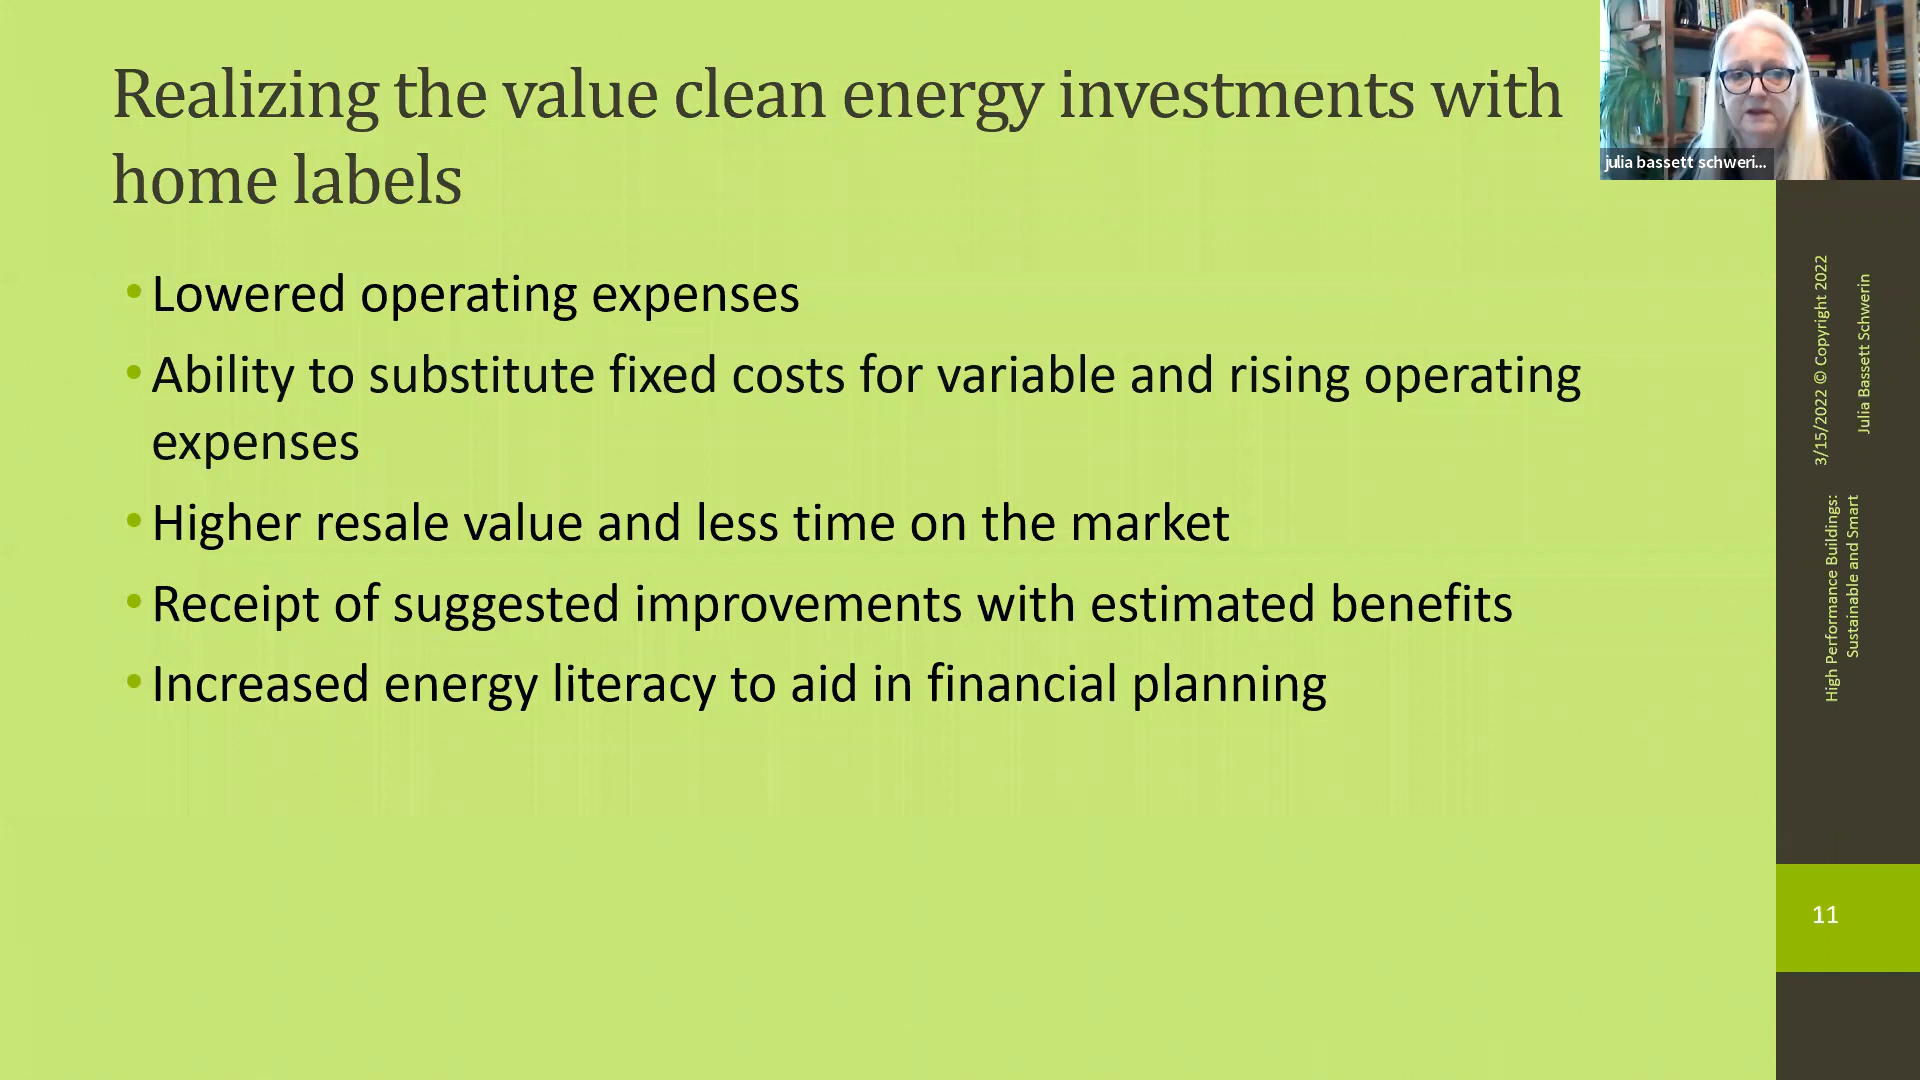 Realizing the value clean energy investments with
home labels
• Lowered operating expenses
• Ability to substitute fixed costs for variable and rising operating
expenses
• Higher resale value and less time on the market
• Receipt of suggested improvements with estimated benefits
• Increased energy literacy to aid in financial planning
julia bassett schweri...
3/15/2022 © Copyright 2022
Julia Bassett Schwerin
High Performance Buildings:
Sustainable and Smart
11